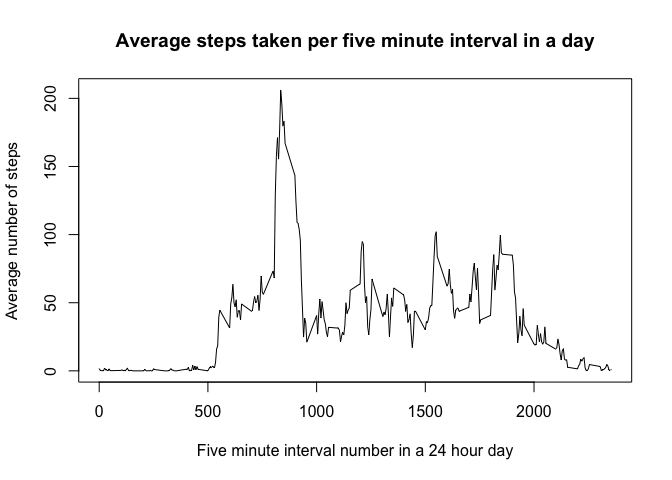 Average steps taken per five minute interval in a day
Average number of steps
200
150
100
50
0
0 500 1000 1500 2000
Five minute interval number in a 24 hour day